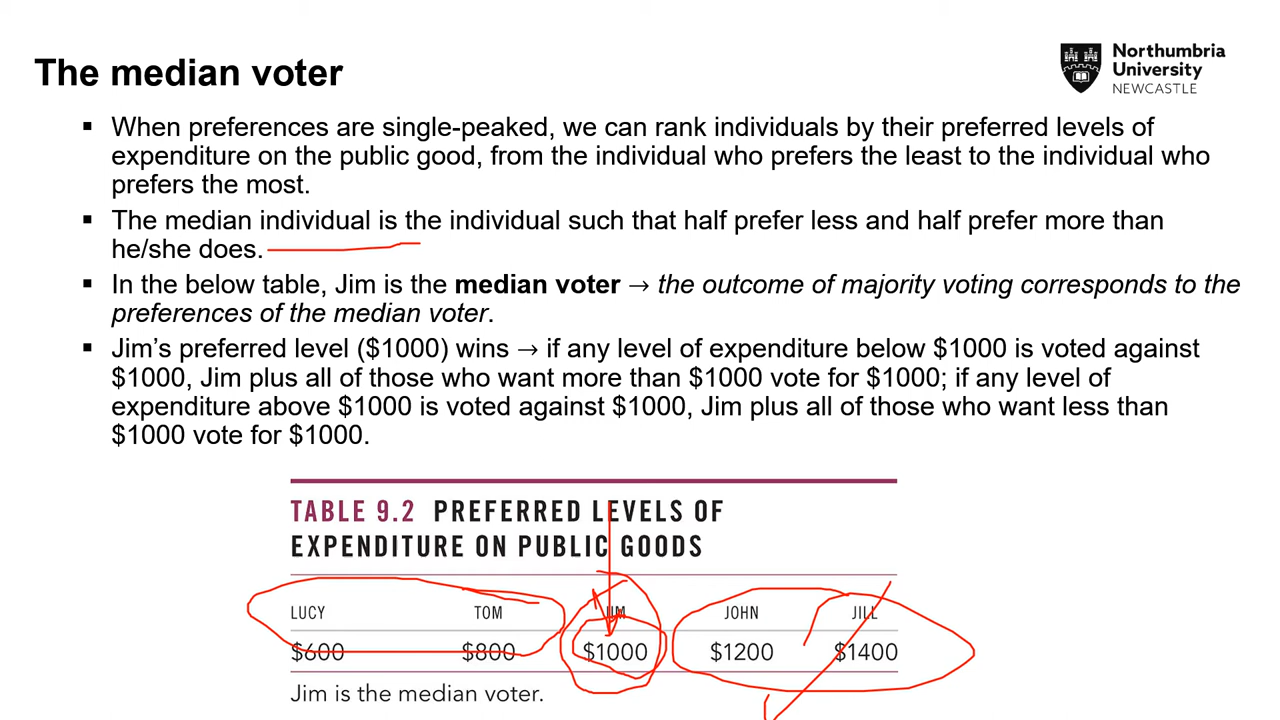 The median voter
Northumbria
University
NEWCASTLE
▪ When preferences are single-peaked, we can rank individuals by their preferred levels of
expenditure on the public good, from the individual who prefers the least to the individual who
prefers the most.
▪ The median individual is the individual such that half prefer less and half prefer more than
he/she does.
▪ In the below table, Jim is the median voter → the outcome of majority voting corresponds to the
preferences of the median voter.
▪ Jim’s preferred level ($1000) wins → if any level of expenditure below $1000 is voted against
$1000, Jim plus all of those who want more than $1000 vote for $1000; if any level of
expenditure above $1000 is voted against $1000, Jim plus all of those who want less than
$1000 vote for $1000.
TABLE 9.2 PREFERRED LEVELS OF
EXPENDITURE ON PUBLIC GOODS
LUCY TOM JIM JOHN JILL
$600 $800 $1000 $1200 $1400
Jim is the median voter.